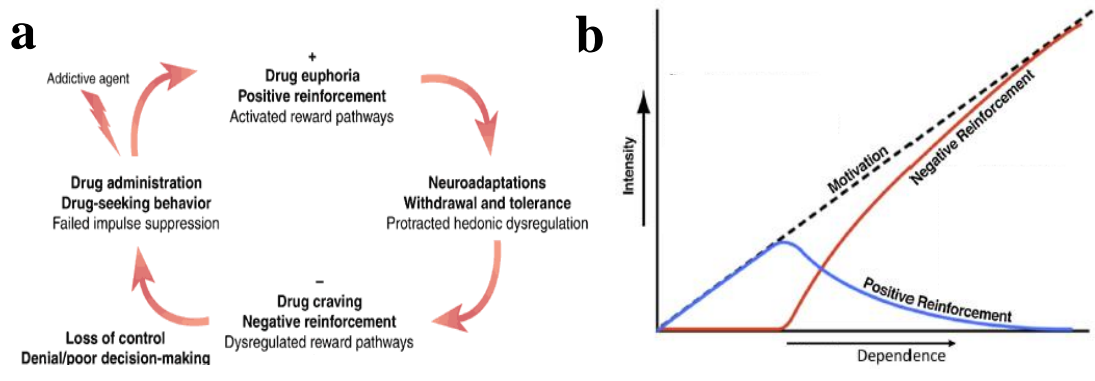 a
Addictive agent
+
Drug euphoria
Positive reinforcement
Activated reward pathways
Drug administration
Drug-seeking behavior
Failed impulse suppression
Neuroadaptations
Withdrawal and tolerance
Protracted hedonic dysregulation
–
Drug craving
Negative reinforcement
Dysregulated reward pathways
Loss of control
Denial/poor decision-making
b
Intensity
Motivation
Negative Reinforcement
Positive Reinforcement
Dependence